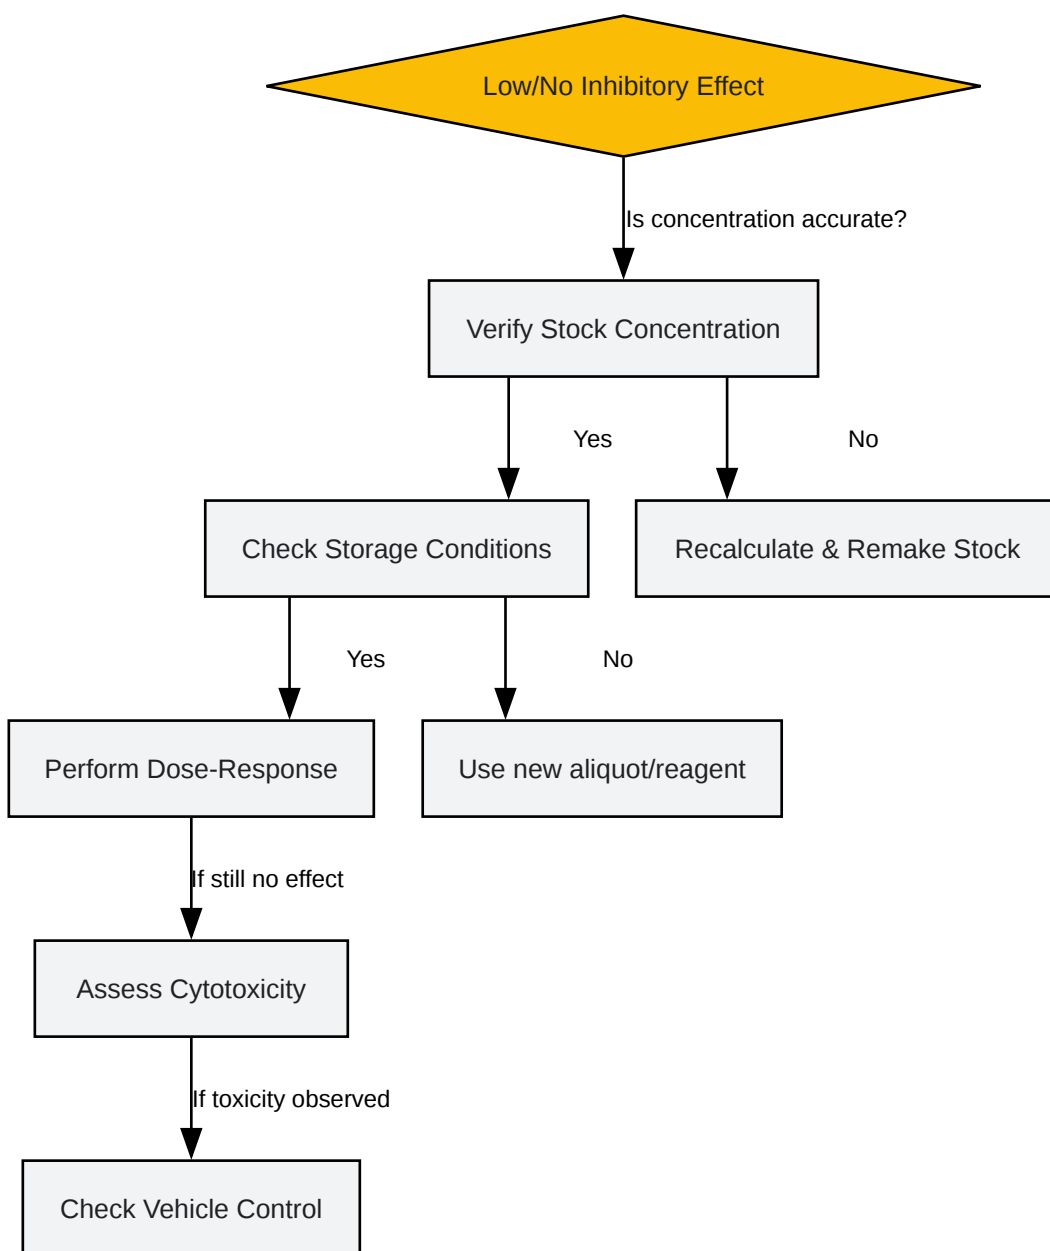 Low/No Inhibitory Effect
Is concentration accurate?
Verify Stock Concentration
Yes
No
Check Storage Conditions
Recalculate & Remake Stock
Yes
No
Perform Dose-Response
Use new aliquot/reagent
If still no effect
Assess Cytotoxicity
If toxicity observed
Check Vehicle Control